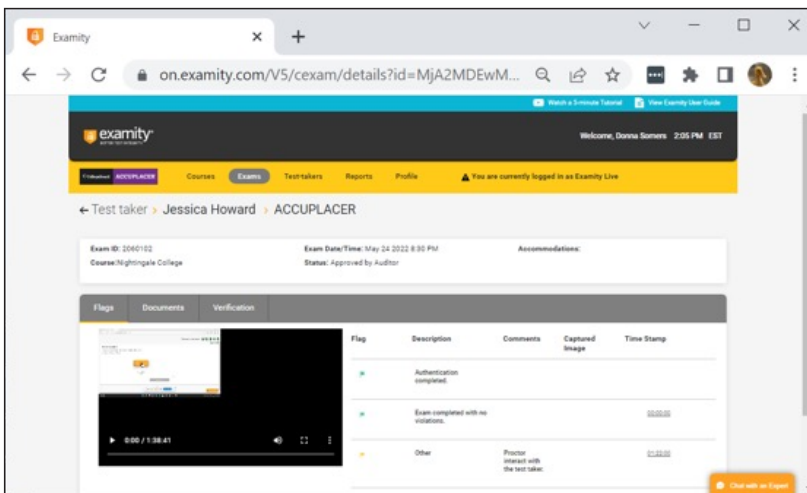 Examity
on.examity.com/V5/cexam/details?id=MjA2MDEwM...
Watch a 5-minute Tutorial View Examity User Guide
examity
Welcome, Donna Somers 2:05 PM EST
ACCUPLACER Courses Exams Test-takers Reports Profile You are currently logged in as Examity Live
Test taker > Jessica Howard > ACCUPLACER
Exam ID: 2060102 Exam Date/Time: May 24 2022 8:30 PM Accommodations:
Course: Nightingale College Status: Approved by Auditor
Flags Documents Verification
Flag Description Comments Captured Image Time Stamp
Authentication completed.
Exam completed with no violations. 00:00:00
Other Proctor interact with the test taker. 01:23:00
0:00 / 1:38:41
Chat with an Expert